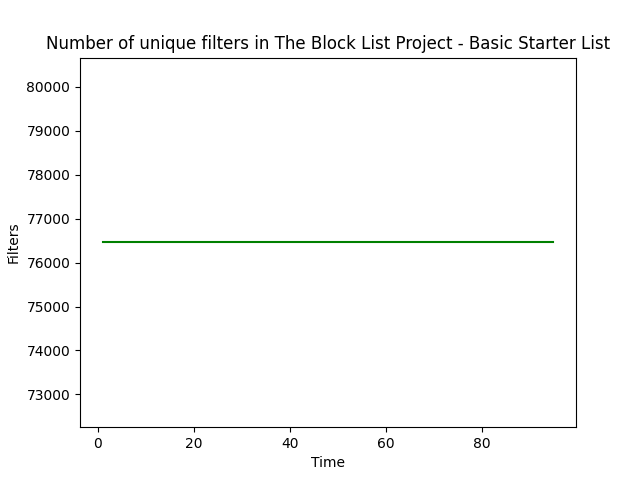 Number of unique filters in The Block List Project - Basic Starter List
80000
79000
78000
77000
76000
75000
74000
73000
Filters
0 20 40 60 80
Time